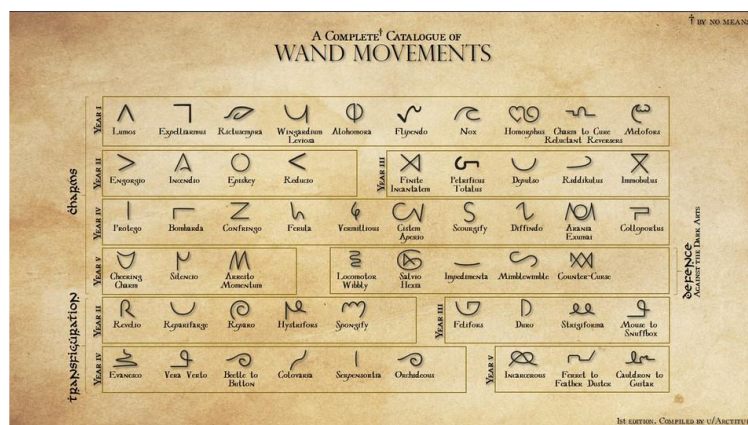 † BY NO MEANS
A COMPLETE† CATALOGUE OF
WAND MOVEMENTS
CHARMS
YEAR I
Lumos Expelliarmus Rictusempra Wingardium Leviosa Alohomora Flipendo Nox Homorphus Charm to Cure Reluctant Reversers Melofors
YEAR II
Engorgio Incendio Episkey Reducio
YEAR III
Finite Incantatem Petrificus Totalus Depulso Riddikulus Immobulus
YEAR IV
Protego Bombarda Confringo Ferula Vermillious Cistem Aperio Scourgify Diffindo Arania Exumai Colloportus
YEAR V
Cheering Charm Silencio Arresto Momentum
Locomotor Wibbly Salvio Hexia Impedimenta Mimblewimble Counter-Curse
DEFENCE
AGAINST THE DARK ARTS
TRANSFIGURATION
YEAR II
Revelio Reparifarge Reparo Hystrifors Spongify
YEAR III
Felifors Duro Strigiforma Mouse to Snuffbox
YEAR IV
Evanesco Vera Verto Beetle to Button Colovaria Serpensortia Orchideous
YEAR V
Incarcerous Ferret to Feather Duster Cauldron to Guitar
1ST EDITION. COMPILED BY U/ARCTITUR